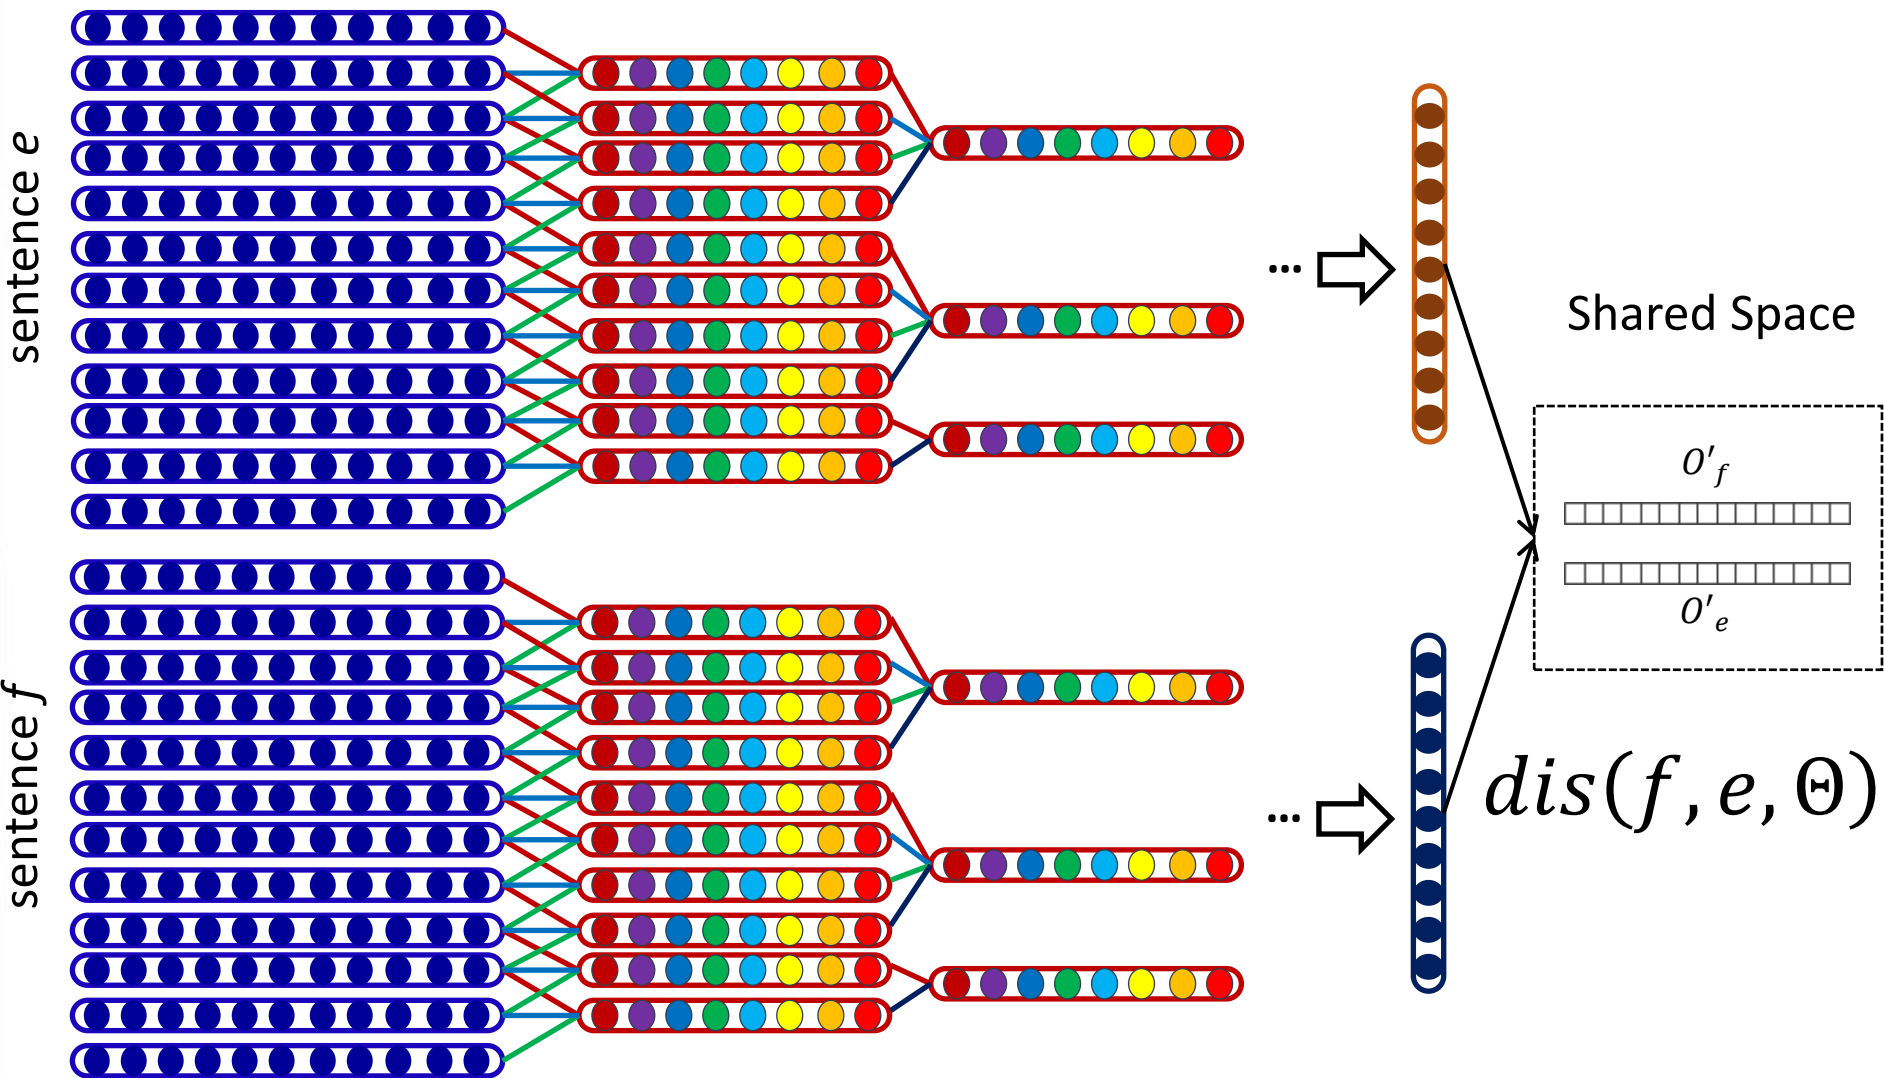 sentence e
sentence f
...
...
Shared Space
O′f
O′e
dis(f, e, Θ)